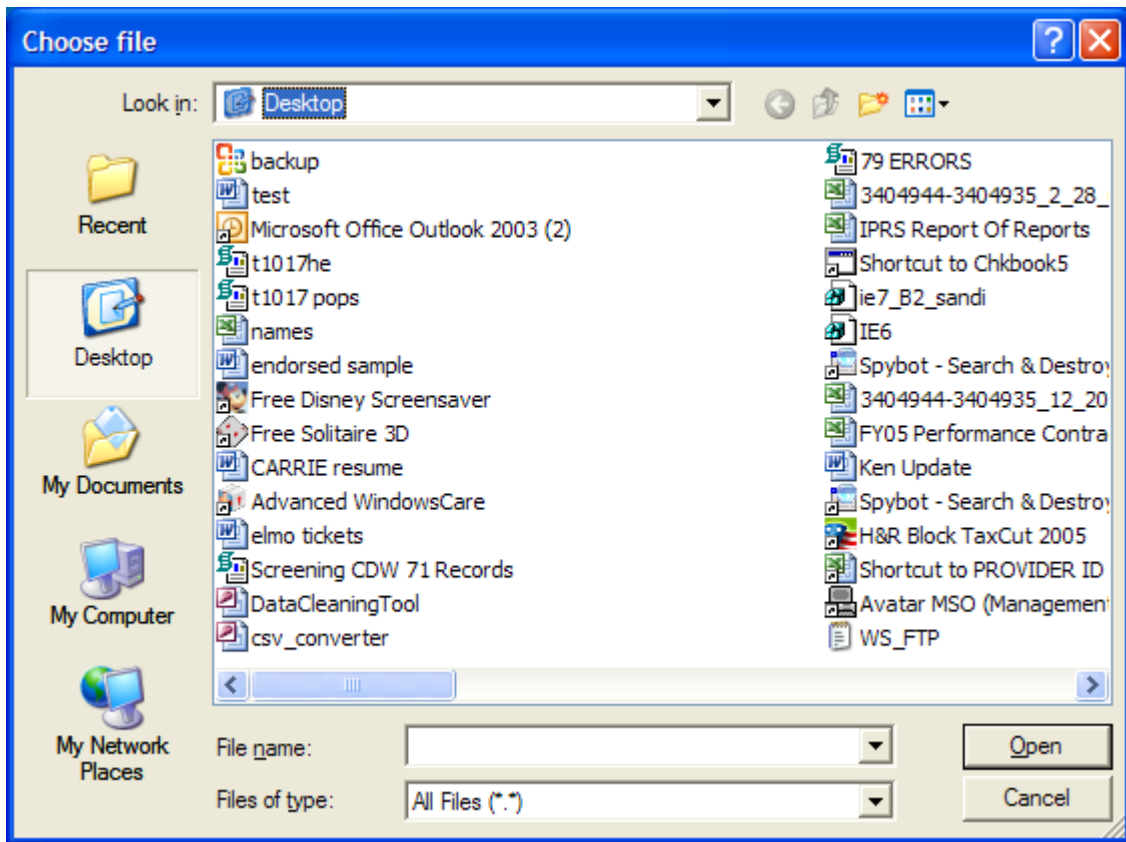 Choose file
Look in:
Desktop
Recent
Desktop
My Documents
My Computer
My Network
Places
backup
test
Microsoft Office Outlook 2003 (2)
t1017he
t1017 pops
names
endorsed sample
Free Disney Screensaver
Free Solitaire 3D
CARRIE resume
Advanced WindowsCare
elmo tickets
Screening CDW 71 Records
DataCleaningTool
csv_converter
79 ERRORS
3404944-3404935_2_28_
IPRS Report Of Reports
Shortcut to Chkbook5
ie7_B2_sandi
IE6
Spybot - Search & Destroy
3404944-3404935_12_20
FY05 Performance Contra
Ken Update
Spybot - Search & Destroy
H&R Block TaxCut 2005
Shortcut to PROVIDER ID
Avatar MSO (Management
WS_FTP
File name:
Open
Files of type:
All Files (*.*)
Cancel